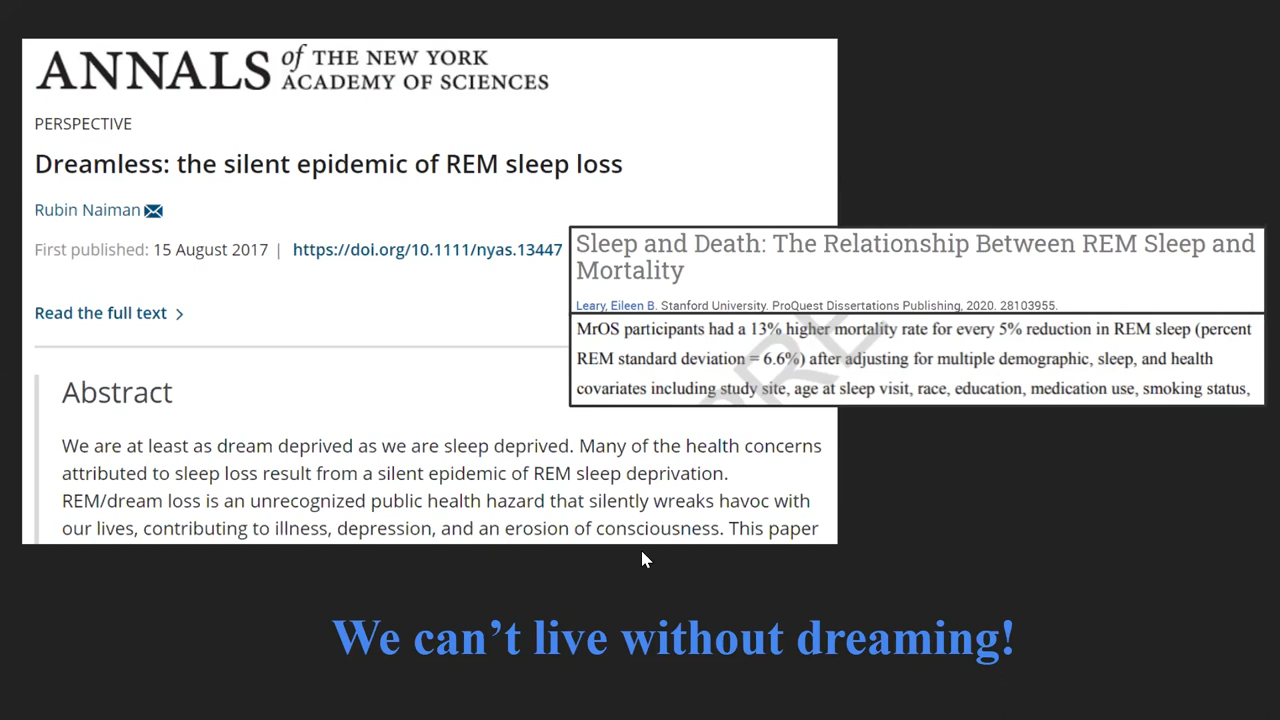 ANNALS of THE NEW YORK
ACADEMY OF SCIENCES
PERSPECTIVE
Dreamless: the silent epidemic of REM sleep loss
Rubin Naiman
First published: 15 August 2017 | https://doi.org/10.1111/nyas.13447
Read the full text >
Abstract
We are at least as dream deprived as we are sleep deprived. Many of the health concerns
attributed to sleep loss result from a silent epidemic of REM sleep deprivation.
REM/dream loss is an unrecognized public health hazard that silently wreaks havoc with
our lives, contributing to illness, depression, and an erosion of consciousness. This paper
Sleep and Death: The Relationship Between REM Sleep and
Mortality
Leary, Eileen B. Stanford University. ProQuest Dissertations Publishing, 2020. 28103955.
MrOS participants had a 13% higher mortality rate for every 5% reduction in REM sleep (percent
REM standard deviation = 6.6%) after adjusting for multiple demographic, sleep, and health
covariates including study site, age at sleep visit, race, education, medication use, smoking status,
We can't live without dreaming!